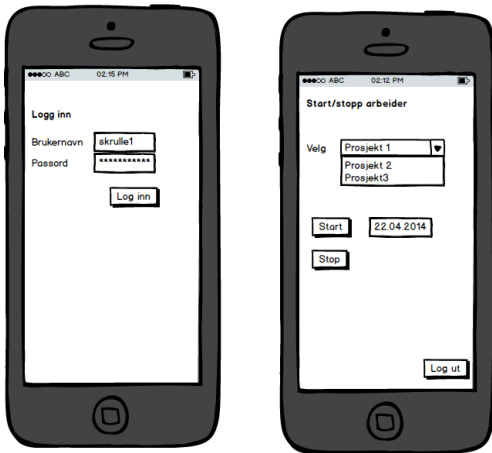 ABC 02:15 PM
Logg inn
Brukernavn skrulle1
Passord ***********
Log inn
ABC 02:12 PM
Start/stopp arbeider
Velg Prosjekt 1
Prosjekt 2
Prosjekt3
Start 22.04.2014
Stop
Log ut